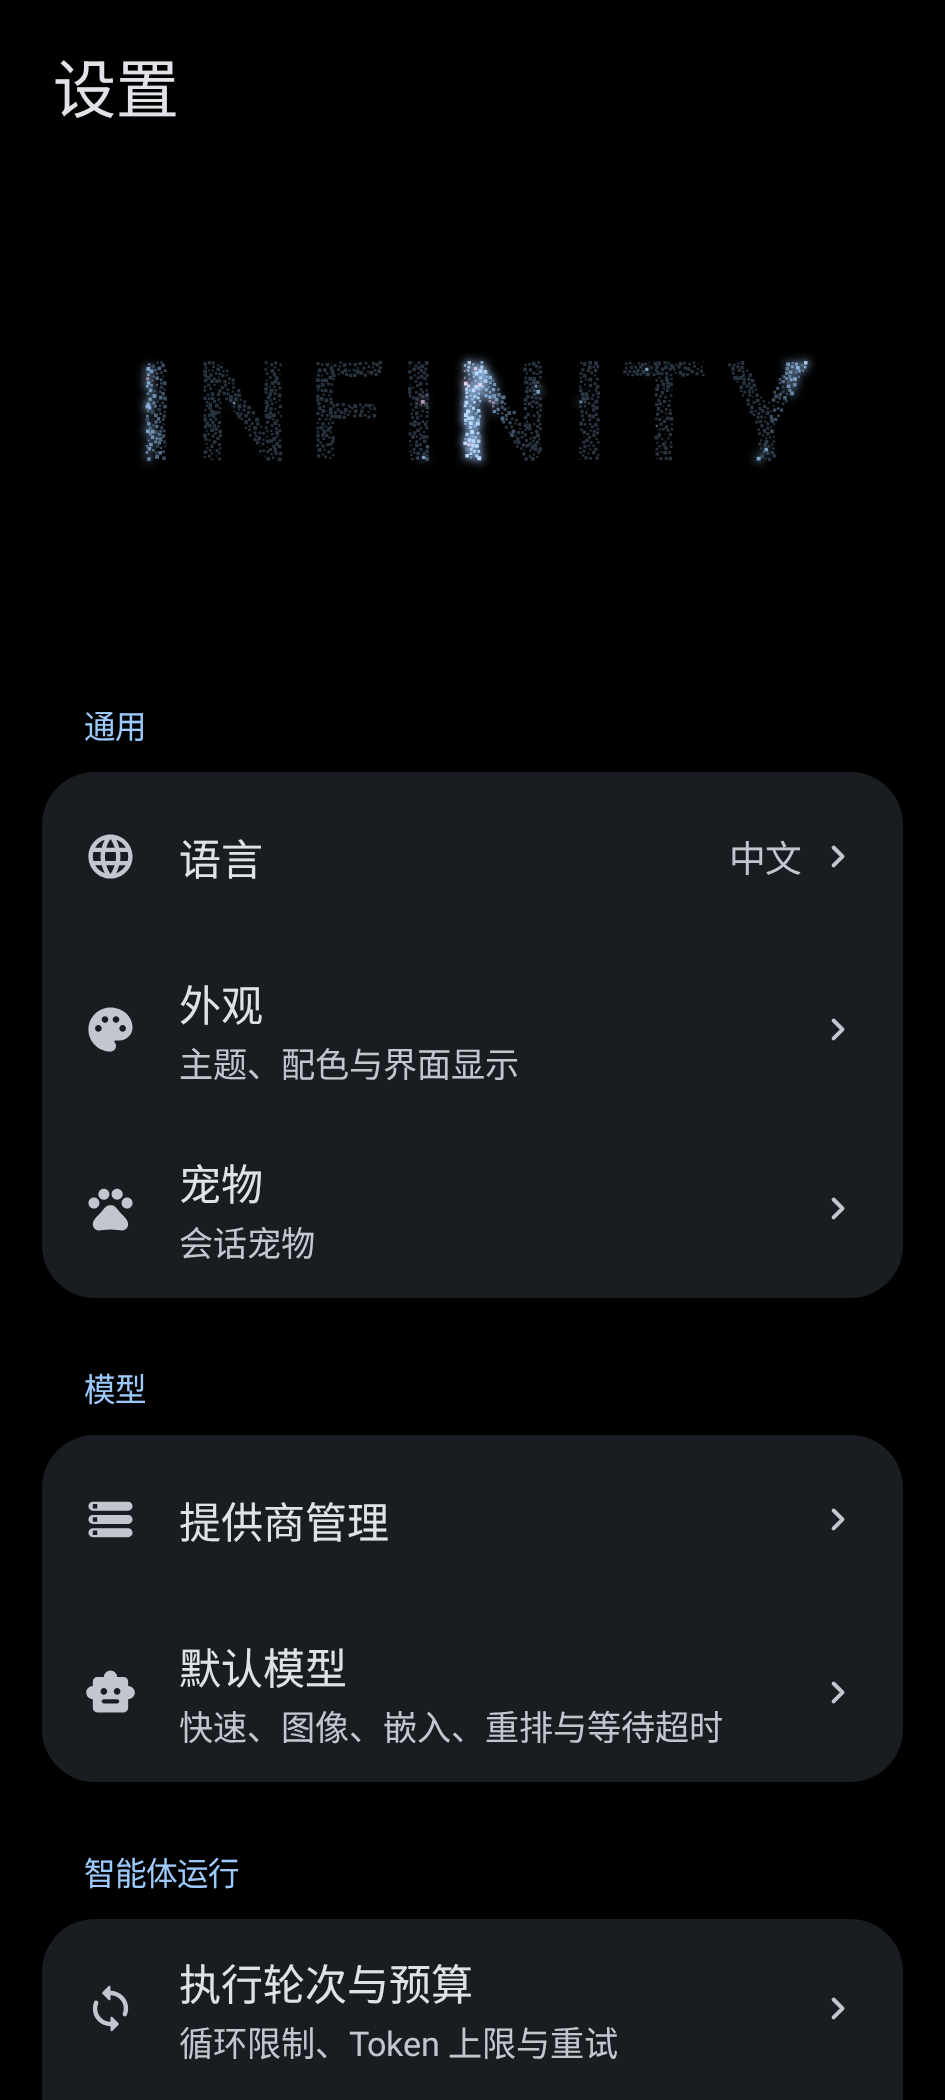 设置
INFINITY
通用
语言
中文
外观
主题、配色与界面显示
宠物
会话宠物
模型
提供商管理
默认模型
快速、图像、嵌入、重排与等待超时
智能体运行
执行轮次与预算
循环限制、Token 上限与重试